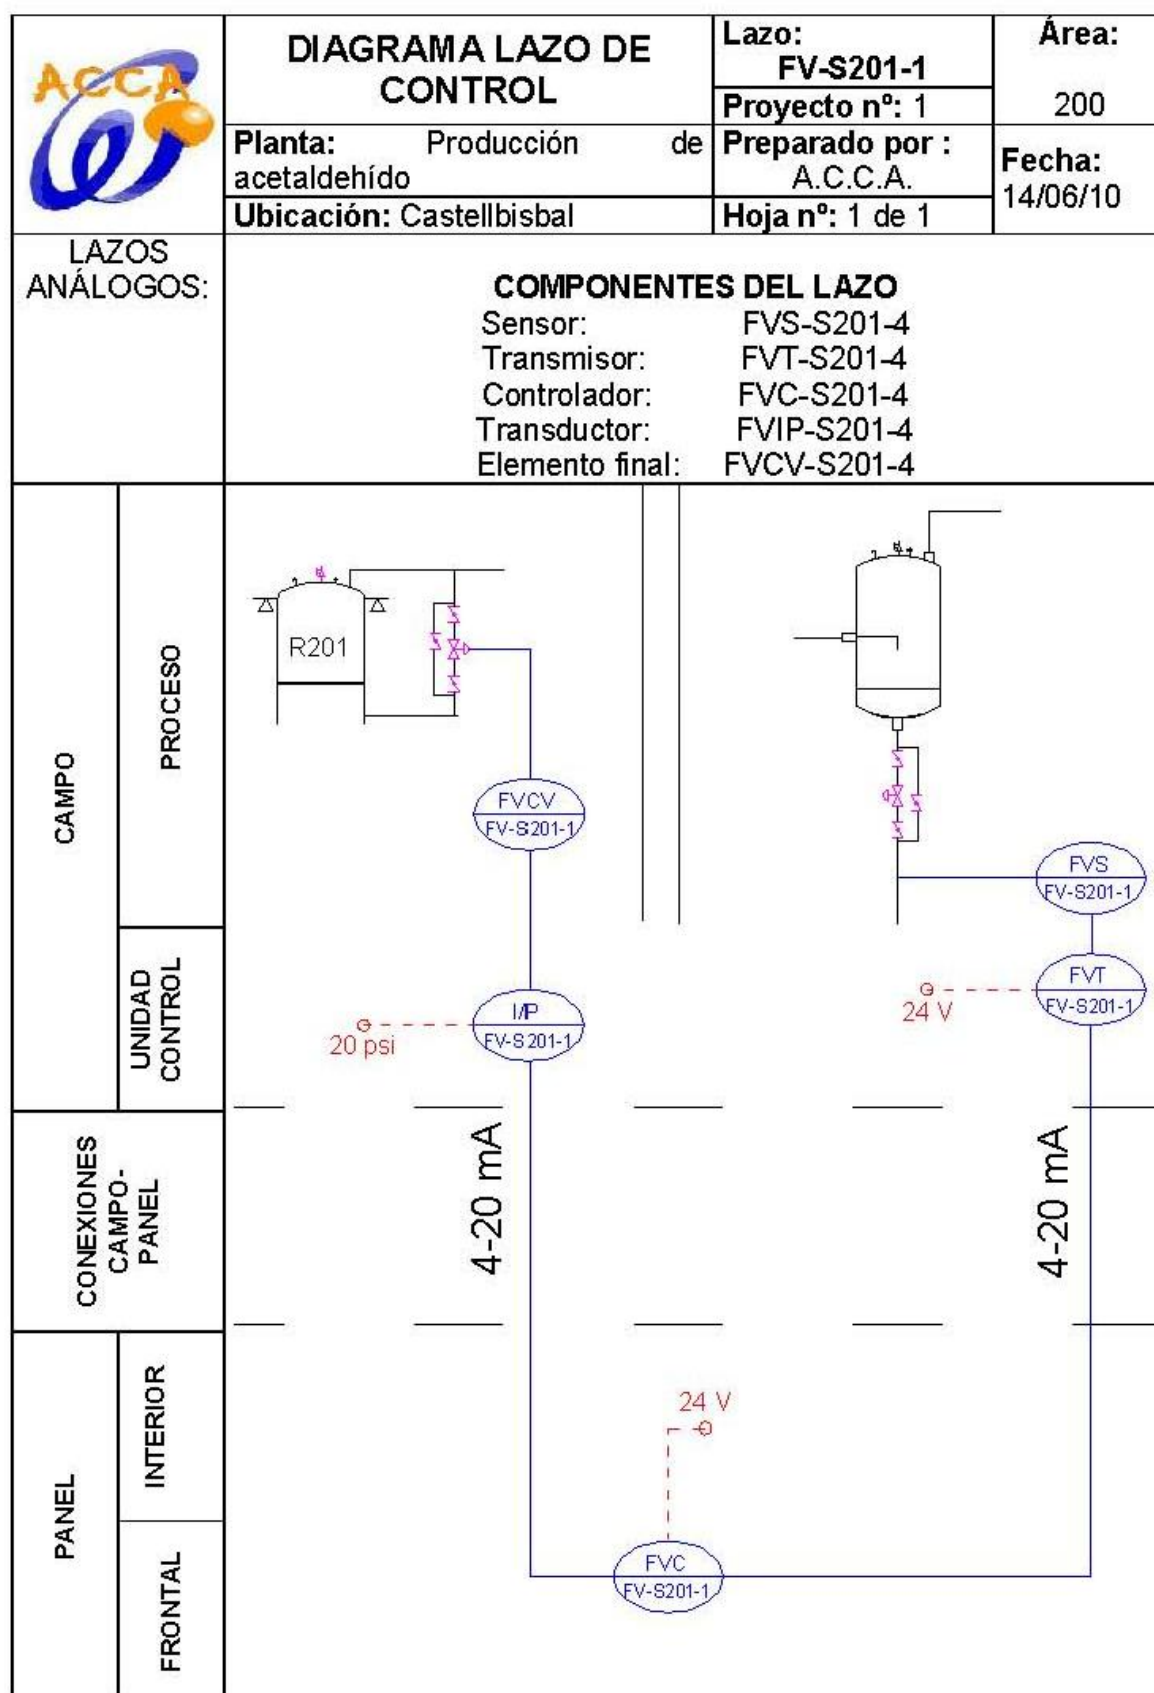 ACCA
DIAGRAMA LAZO DE
CONTROL
Lazo:
FV-S201-1
Área:
200
Proyecto nº: 1
Planta: Producción de
acetaldehído
Preparado por :
A.C.C.A.
Fecha:
14/06/10
Ubicación: Castellbisbal
Hoja nº: 1 de 1
LAZOS
ANÁLOGOS:
COMPONENTES DEL LAZO
Sensor: FVS-S201-4
Transmisor: FVT-S201-4
Controlador: FVC-S201-4
Transductor: FVIP-S201-4
Elemento final: FVCV-S201-4
CAMPO
PROCESO
R201
FVCV
FV-S201-1
FVS
FV-S201-1
UNIDAD
CONTROL
FVT
FV-S201-1
24 V
I/P
FV-S201-1
20 psi
CONEXIONES
CAMPO-
PANEL
4-20 mA
4-20 mA
PANEL
INTERIOR
24 V
FRONTAL
FVC
FV-S201-1